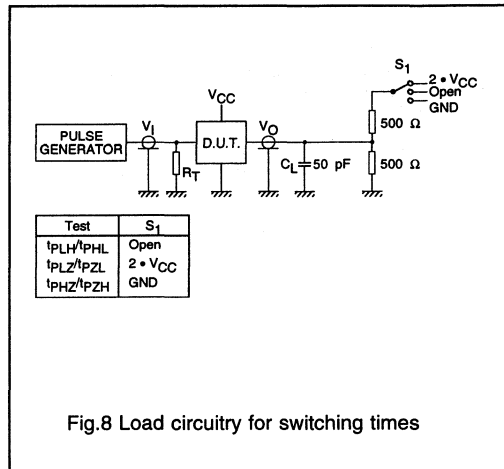 S1
2 • VCC
Open
GND
VCC
500 Ω
PULSE
GENERATOR
VI
D.U.T.
VO
RT
CL
50 pF
500 Ω
Test S1
tPLH/tPHL Open
tPLZ/tPZL 2 • VCC
tPHZ/tPZH GND
Fig.8 Load circuitry for switching times